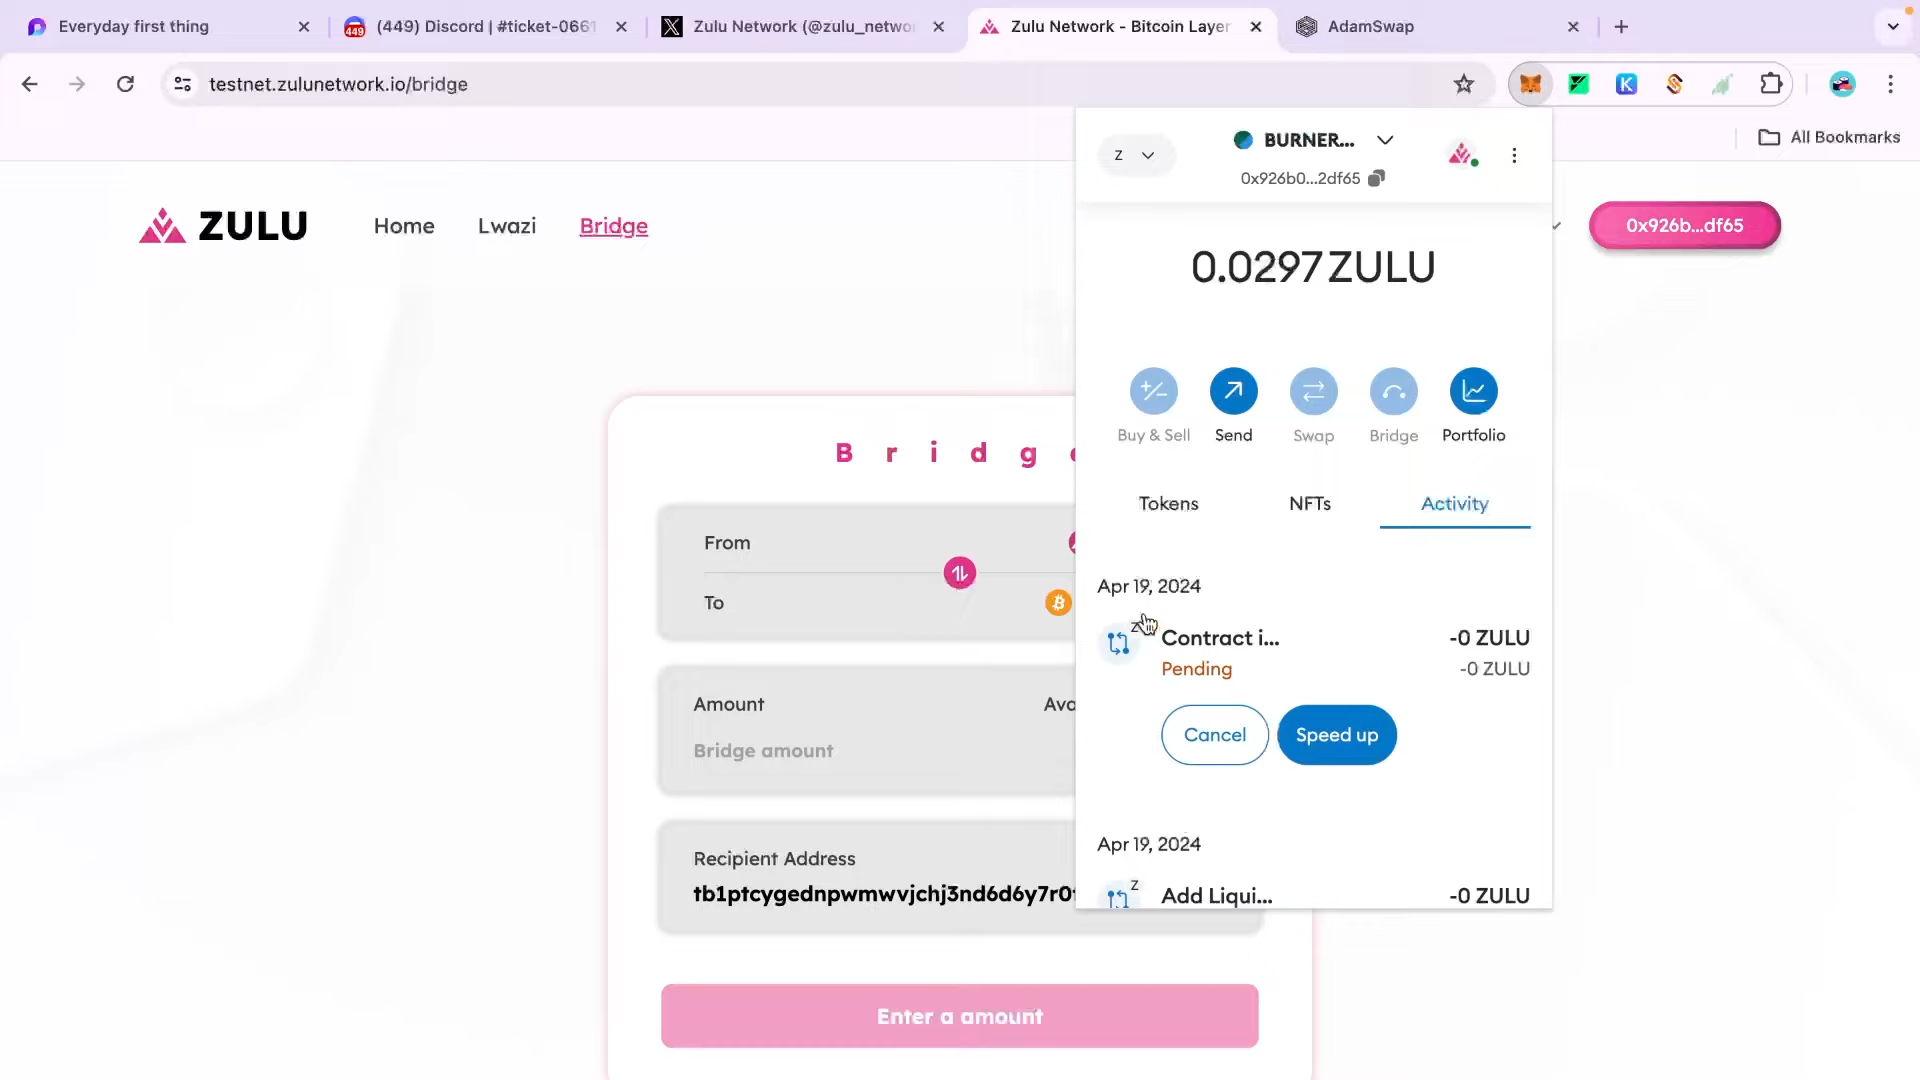 Everyday first thing
449
(449) Discord | #ticket-0661
Zulu Network (@zulu_netwo
Zulu Network - Bitcoin Layer
AdamSwap
testnet.zulunetwork.io/bridge
All Bookmarks
ZULU
Home
Lwazi
Bridge
0x926b...df65
Z
BURNER...
0x926b0...2df65
0.0297 ZULU
Buy & Sell
Send
Swap
Bridge
Portfolio
Tokens
NFTs
Activity
Apr 19, 2024
Z
Contract i...
-0 ZULU
Pending
-0 ZULU
Cancel
Speed up
Apr 19, 2024
Z
Add Liqui...
-0 ZULU
B r i d g
From
To
Amount
Ava
Bridge amount
Recipient Address
tb1ptcygednpwmwvjchj3nd6d6y7r0
Enter a amount